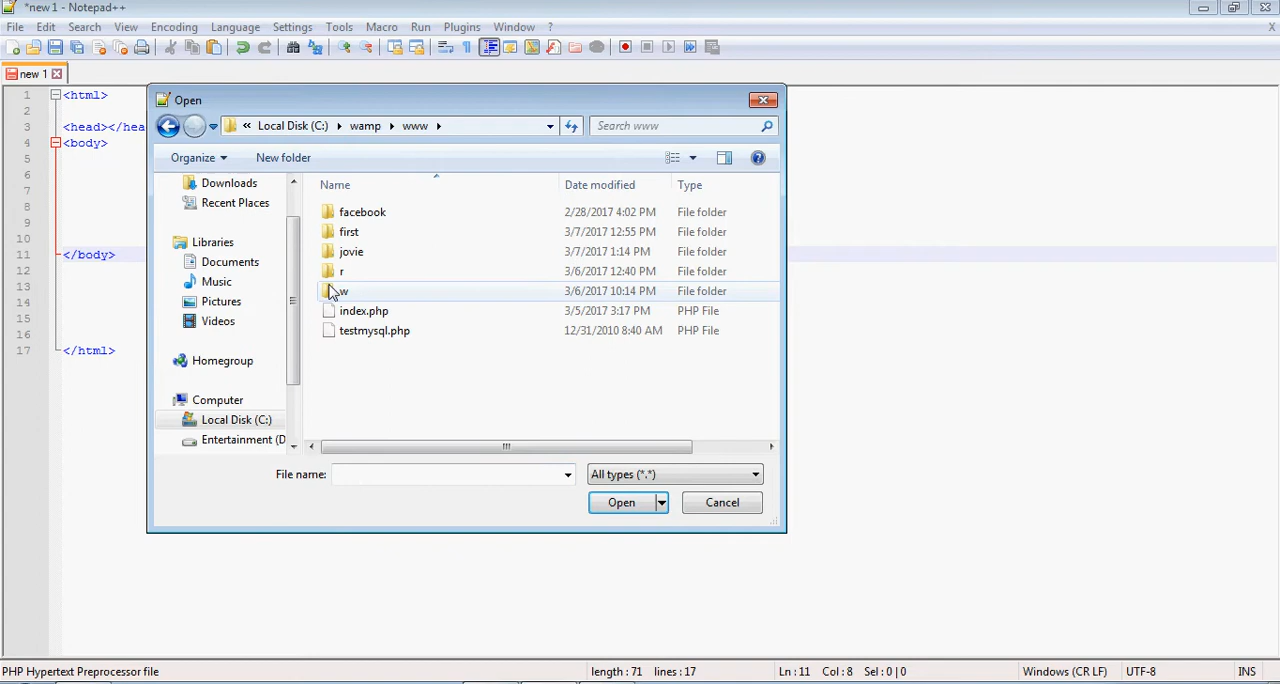 *new 1 - Notepad++
File Edit Search View Encoding Language Settings Tools Macro Run Plugins Window ? X
new 1
1 <html>
2
3 <head></hea
4 <body>
5
6
7
8
9
10
11 </body>
12
13
14
15
16
17 </html>
Open
« Local Disk (C:) wamp www Search www
Organize New folder
Downloads
Recent Places
Libraries
Documents
Music
Pictures
Videos
Homegroup
Computer
Local Disk (C:)
Entertainment (D
Name Date modified Type
facebook 2/28/2017 4:02 PM File folder
first 3/7/2017 12:55 PM File folder
jovie 3/7/2017 1:14 PM File folder
r 3/6/2017 12:40 PM File folder
w 3/6/2017 10:14 PM File folder
index.php 3/5/2017 3:17 PM PHP File
testmysql.php 12/31/2010 8:40 AM PHP File
File name: All types (*.*)
Open Cancel
PHP Hypertext Preprocessor file length : 71 lines : 17 Ln : 11 Col : 8 Sel : 0 | 0 Windows (CR LF) UTF-8 INS